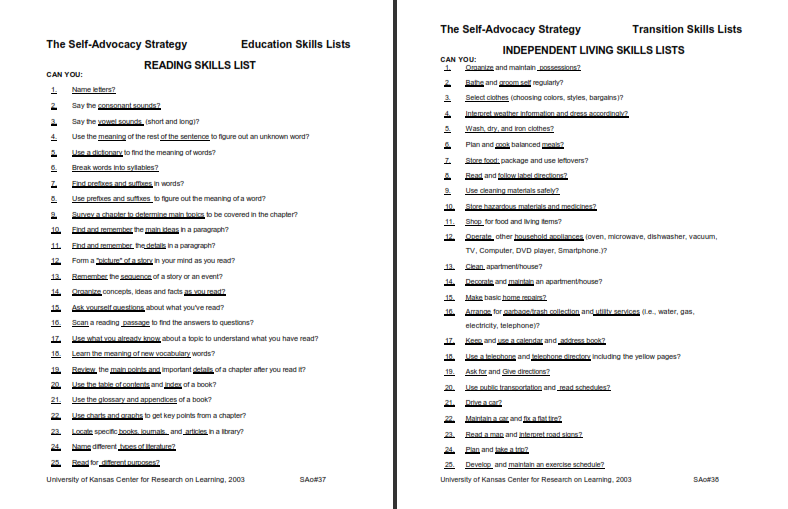 The Self-Advocacy Strategy Education Skills Lists
READING SKILLS LIST
CAN YOU:
1. Name letters?
2. Say the consonant sounds?
3. Say the vowel sounds (short and long)?
4. Use the meaning of the rest of the sentence to figure out an unknown word?
5. Use a dictionary to find the meaning of words?
6. Break words into syllables?
7. Find prefixes and suffixes in words?
8. Use prefixes and suffixes to figure out the meaning of a word?
9. Survey a chapter to determine main topics to be covered in the chapter?
10. Find and remember the main ideas in a paragraph?
11. Find and remember the details in a paragraph?
12. Form a "picture" of a story in your mind as you read?
13. Remember the sequence of a story or an event?
14. Organize concepts, ideas and facts as you read?
15. Ask yourself questions about what you've read?
16. Scan a reading passage to find the answers to questions?
17. Use what you already know about a topic to understand what you have read?
18. Learn the meaning of new vocabulary words?
19. Review the main points and important details of a chapter after you read it?
20. Use the table of contents and index of a book?
21. Use the glossary and appendices of a book?
22. Use charts and graphs to get key points from a chapter?
23. Locate specific books, journals, and articles in a library?
24. Name different types of literature?
25. Read for different purposes?
University of Kansas Center for Research on Learning, 2003 SAo#37
The Self-Advocacy Strategy Transition Skills Lists
INDEPENDENT LIVING SKILLS LISTS
CAN YOU:
1. Organize and maintain possessions?
2. Bathe and groom self regularly?
3. Select clothes (choosing colors, styles, bargains)?
4. Interpret weather information and dress accordingly?
5. Wash, dry, and iron clothes?
6. Plan and cook balanced meals?
7. Store food; package and use leftovers?
8. Read and follow label directions?
9. Use cleaning materials safely?
10. Store hazardous materials and medicines?
11. Shop for food and living items?
12. Operate other household appliances (oven, microwave, dishwasher, vacuum,
TV, Computer, DVD player, Smartphone.)?
13. Clean apartment/house?
14. Decorate and maintain an apartment/house?
15. Make basic home repairs?
16. Arrange for garbage/trash collection and utility services (i.e., water, gas,
electricity, telephone)?
17. Keep and use a calendar and address book?
18. Use a telephone and telephone directory including the yellow pages?
19. Ask for and Give directions?
20. Use public transportation and read schedules?
21. Drive a car?
22. Maintain a car and fix a flat tire?
23. Read a map and interpret road signs?
24. Plan and take a trip?
25. Develop and maintain an exercise schedule?
University of Kansas Center for Research on Learning, 2003 SAo#38